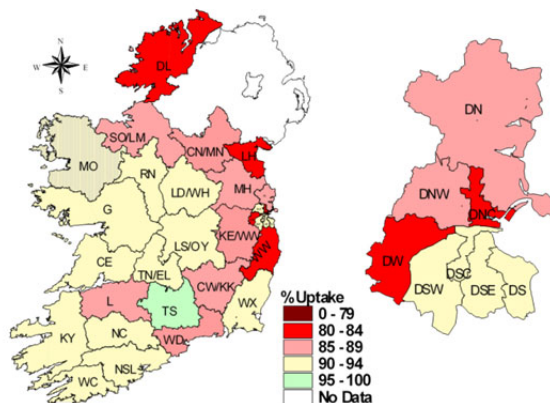 N
W E
S
DL
SO/LM
CN/MN
LH
MO
RN
LD/WH
MH
G
LS/OY
KE/WW
WW
CE
TN/EL
CW/KK
L
TS
WX
KY
NC
WD
WC
NSL
DN
DNW
DNC
DW
DSC
DSW
DSE
DS
%Uptake
0 - 79
80 - 84
85 - 89
90 - 94
95 - 100
No Data